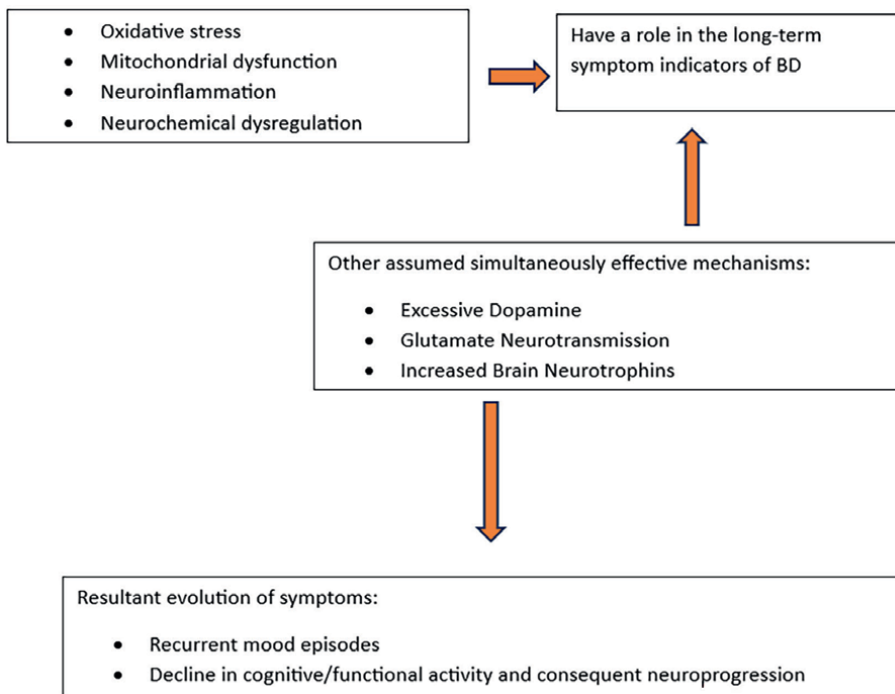 • Oxidative stress
• Mitochondrial dysfunction
• Neuroinflammation
• Neurochemical dysregulation
Have a role in the long-term
symptom indicators of BD
Other assumed simultaneously effective mechanisms:
• Excessive Dopamine
• Glutamate Neurotransmission
• Increased Brain Neurotrophins
Resultant evolution of symptoms:
• Recurrent mood episodes
• Decline in cognitive/functional activity and consequent neuroprogression